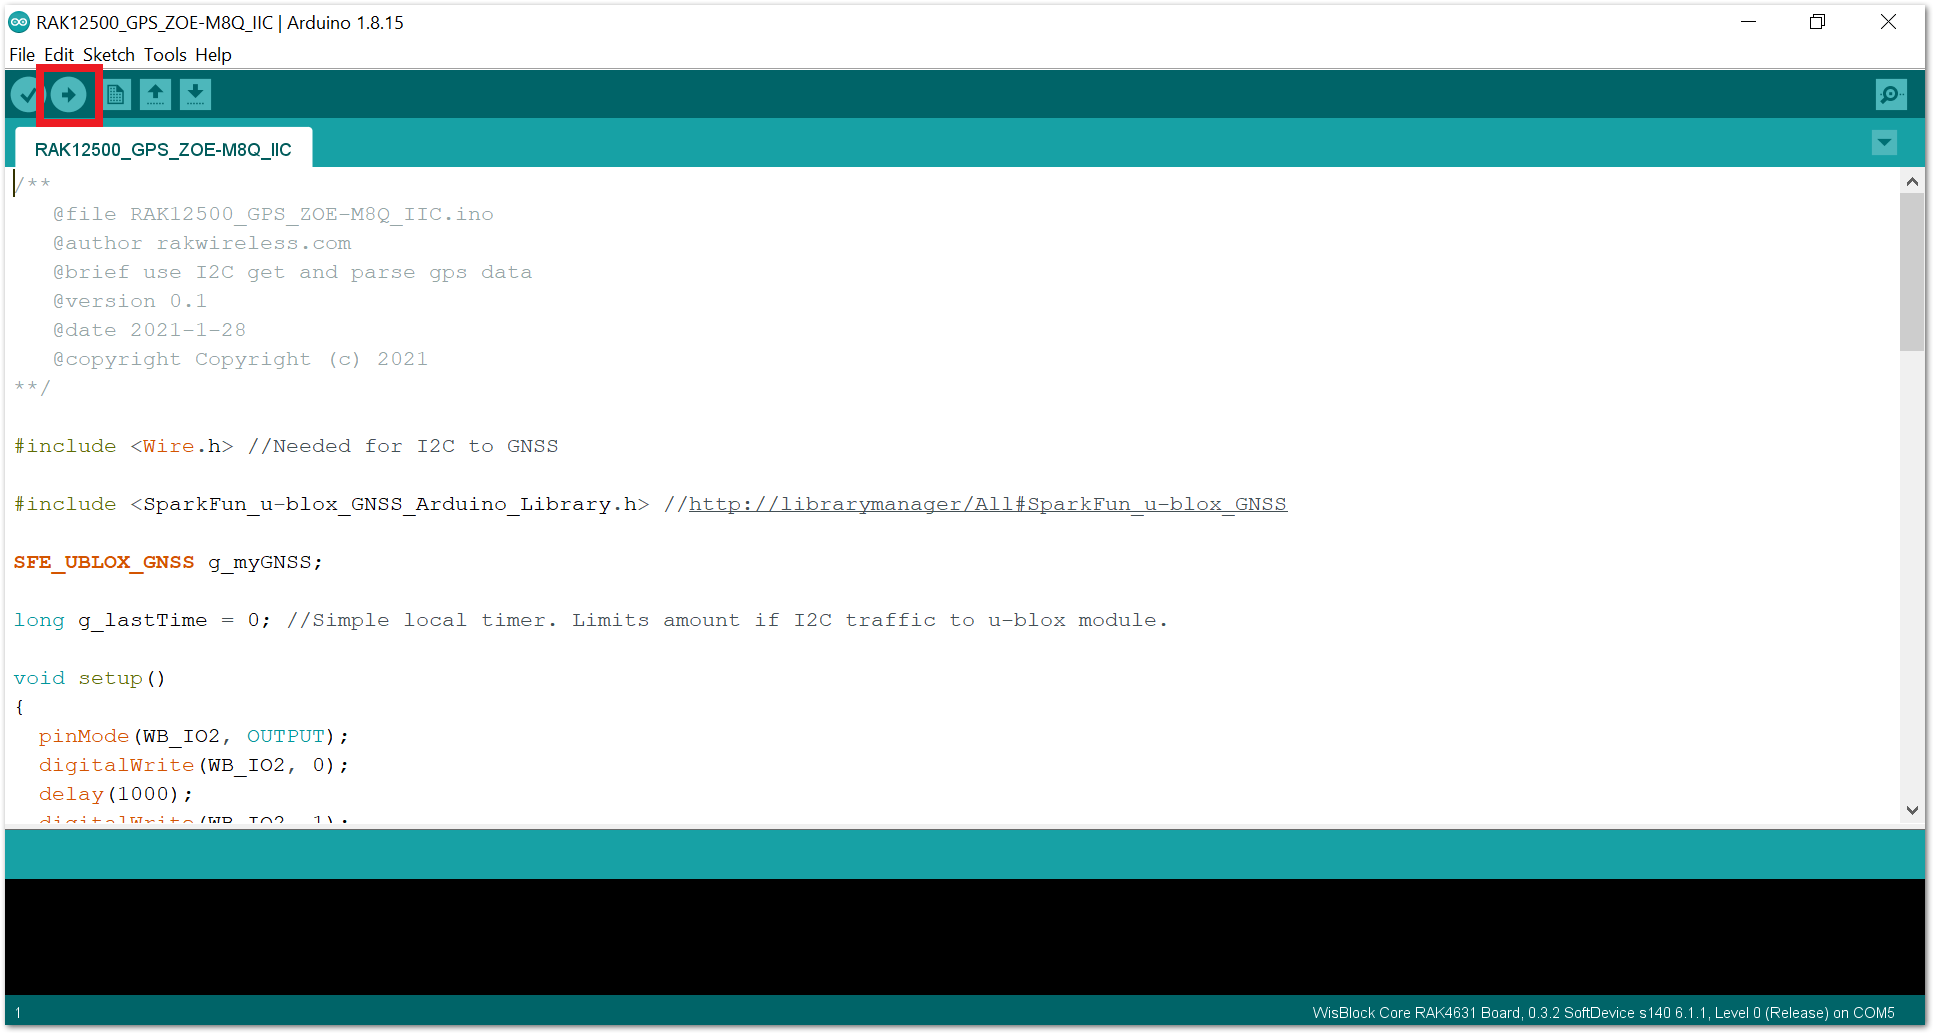 RAK12500_GPS_ZOE-M8Q_IIC | Arduino 1.8.15
File Edit Sketch Tools Help
RAK12500_GPS_ZOE-M8Q_IIC
/**
@file RAK12500_GPS_ZOE-M8Q_IIC.ino
@author rakwireless.com
@brief use I2C get and parse gps data
@version 0.1
@date 2021-1-28
@copyright Copyright (c) 2021
**/
#include <Wire.h> //Needed for I2C to GNSS
#include <SparkFun_u-blox_GNSS_Arduino_Library.h> //http://librarymanager/All#SparkFun_u-blox_GNSS
SFE_UBLOX_GNSS g_myGNSS;
long g_lastTime = 0; //Simple local timer. Limits amount if I2C traffic to u-blox module.
void setup()
{
pinMode(WB_IO2, OUTPUT);
digitalWrite(WB_IO2, 0);
delay(1000);
digitalWrite(WB_IO2, 1);
1
WisBlock Core RAK4631 Board, 0.3.2 SoftDevice s140 6.1.1, Level 0 (Release) on COM5